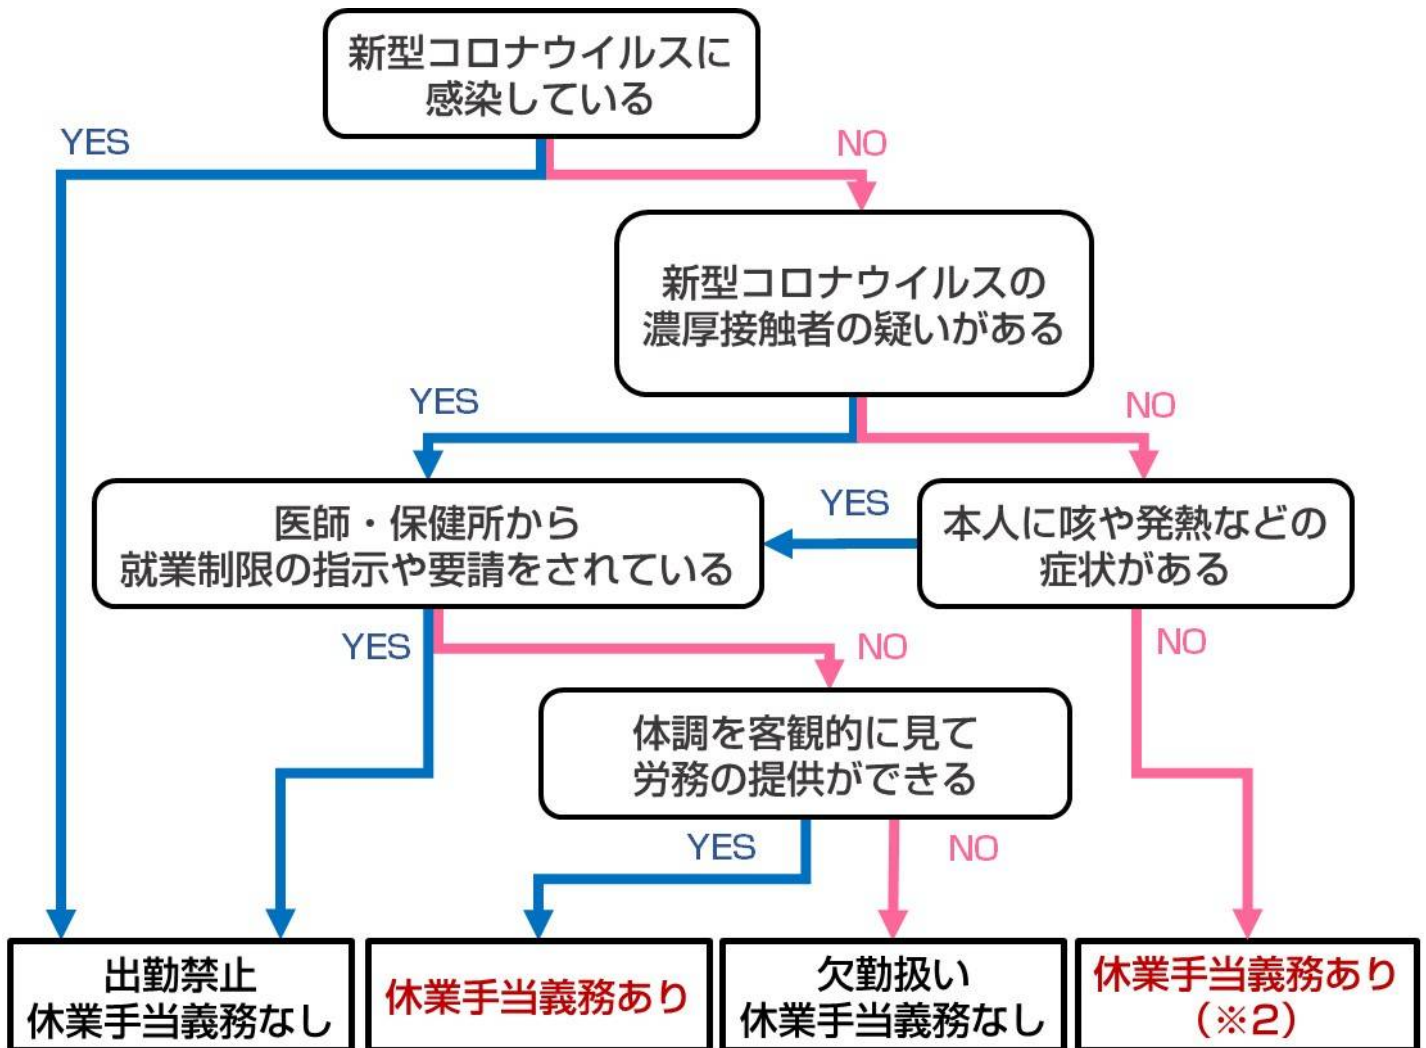 新型コロナウイルスに
感染している
YES
NO
新型コロナウイルスの
濃厚接触者の疑いがある
YES
NO
医師・保健所から
就業制限の指示や要請をされている
YES
本人に咳や発熱などの
症状がある
YES
NO
NO
体調を客観的に見て
労務の提供ができる
YES
NO
出勤禁止
休業手当義務なし
休業手当義務あり
欠勤扱い
休業手当義務なし
休業手当義務あり
（※2）